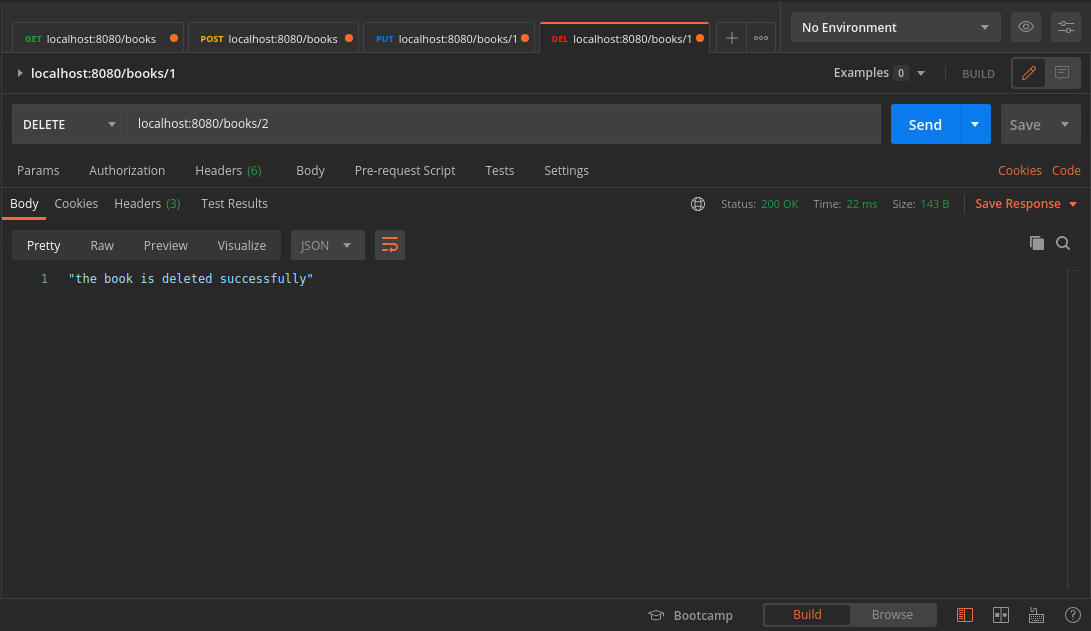 GET localhost:8080/books POST localhost:8080/books PUT localhost:8080/books/1 DEL localhost:8080/books/1 No Environment
localhost:8080/books/1 Examples 0 BUILD
DELETE localhost:8080/books/2 Send Save
Params Authorization Headers (6) Body Pre-request Script Tests Settings Cookies Code
Body Cookies Headers (3) Test Results Status: 200 OK Time: 22 ms Size: 143 B Save Response
Pretty Raw Preview Visualize JSON
1 "the book is deleted successfully"
Bootcamp Build Browse